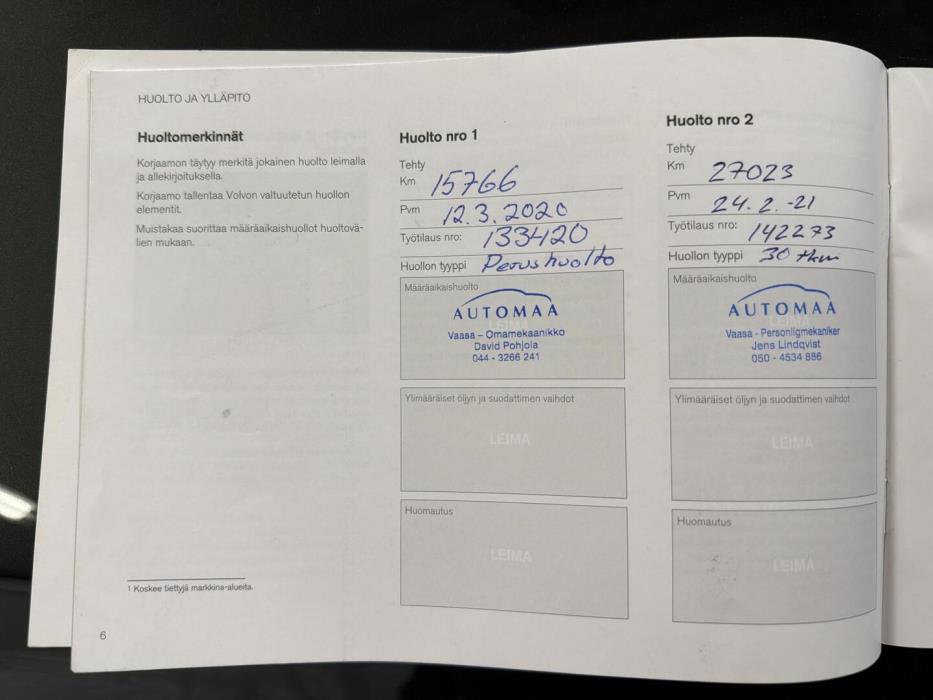 HUOLTO JA YLLÄPITO
Huoltomerkinnät
Korjaamon täytyy merkitä jokainen huolto leimalla
ja allekirjoituksella.
Korjaamo tallentaa Volvon valtuutetun huollon
elementit.
Muistakaa suorittaa määräaikaishuollot huoltovä-
lien mukaan.
1 Koskee tiettyjä markkina-alueita.
6
Huolto nro 1
Tehty
Km 15766
Pvm 12.3.2020
Työtilaus nro: 133420
Huollon tyyppi Perushuolto
Määräaikaishuolto
LEIMA
AUTOMAA
Vaasa - Omamekaanikko
David Pohjola
044 - 3266 241
Ylimääräiset öljyn ja suodattimen vaihdot
LEIMA
Huomautus
LEIMA
Huolto nro 2
Tehty
Km 27023
Pvm 24.2.-21
Työtilaus nro: 142273
Huollon tyyppi 30 tkm
Määräaikaishuolto
LEIMA
AUTOMAA
Vaasa - Personligmekaniker
Jens Lindqvist
050 - 4534 886
Ylimääräiset öljyn ja suodattimen vaihdot
LEIMA
Huomautus
LEIMA